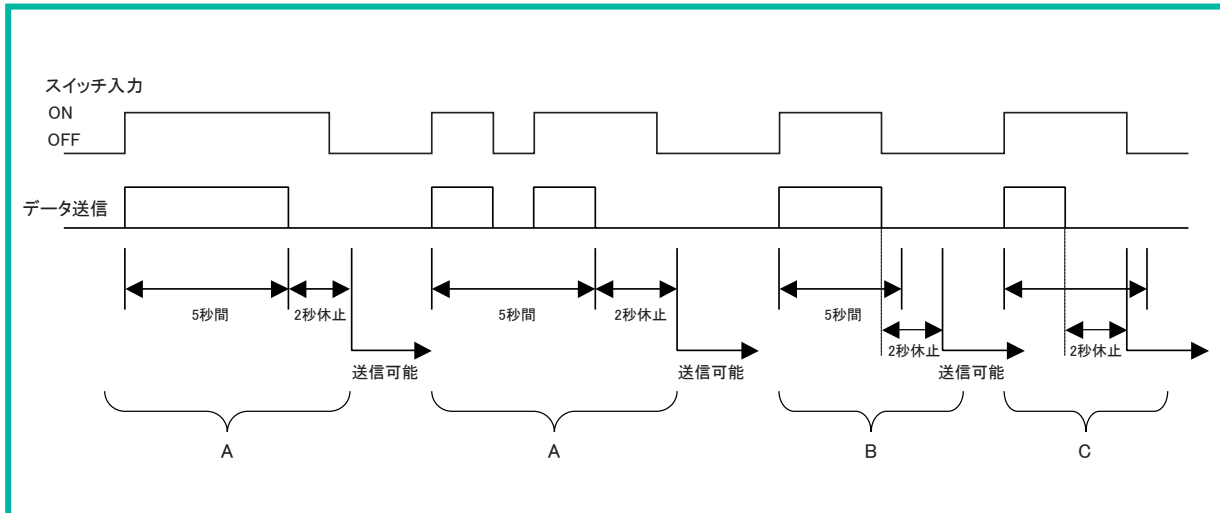 スイッチ入力
ON
OFF
データ送信
5秒間
2秒休止
送信可能
5秒間
2秒休止
送信可能
5秒間
2秒休止
送信可能
2秒休止
A
A
B
C